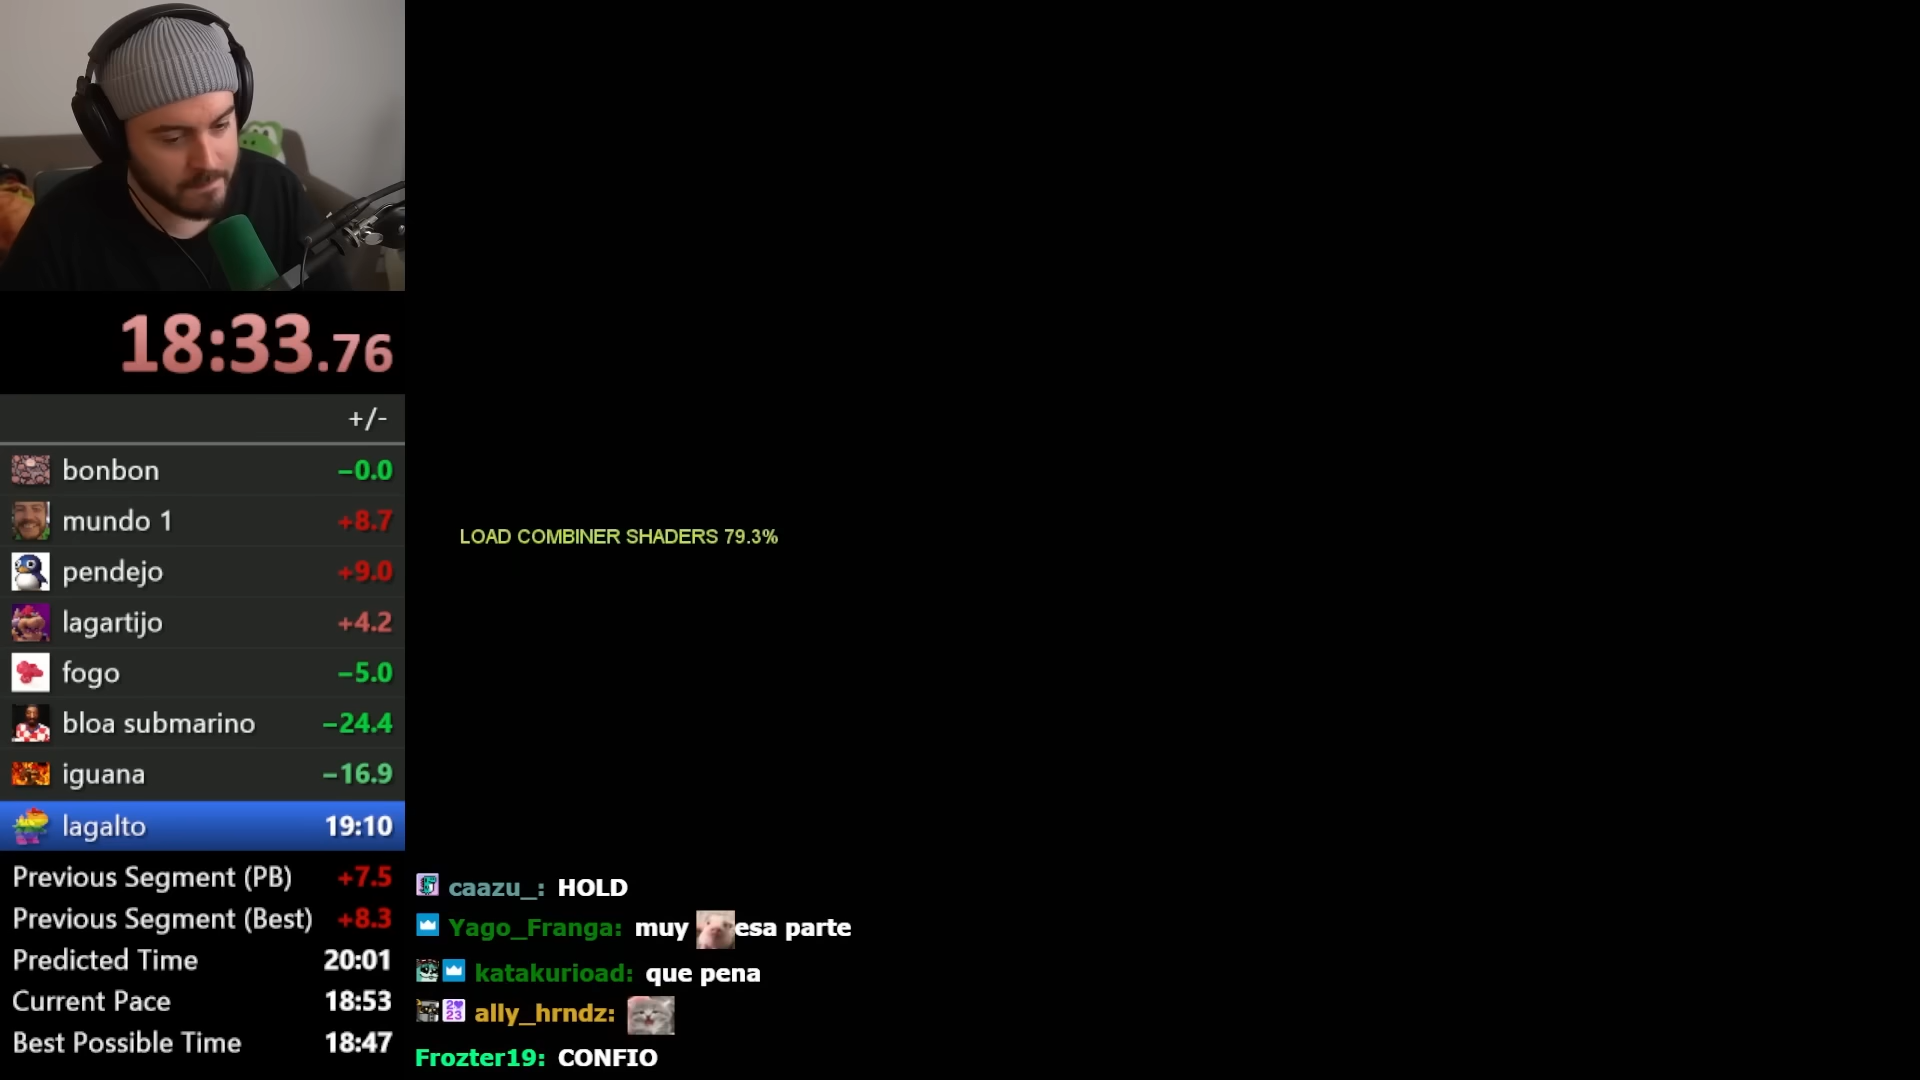 18:33.76
+/-
bonbon −0.0
mundo 1 +8.7
pendejo +9.0
lagartijo +4.2
fogo −5.0
bloa submarino −24.4
iguana −16.9
lagalto 19:10
Previous Segment (PB) +7.5
Previous Segment (Best) +8.3
Predicted Time 20:01
Current Pace 18:53
Best Possible Time 18:47
LOAD COMBINER SHADERS 79.3%
caazu_: HOLD
Yago_Franga: muy esa parte
katakurioad: que pena
2 23 ally_hrndz:
Frozter19: CONFIO